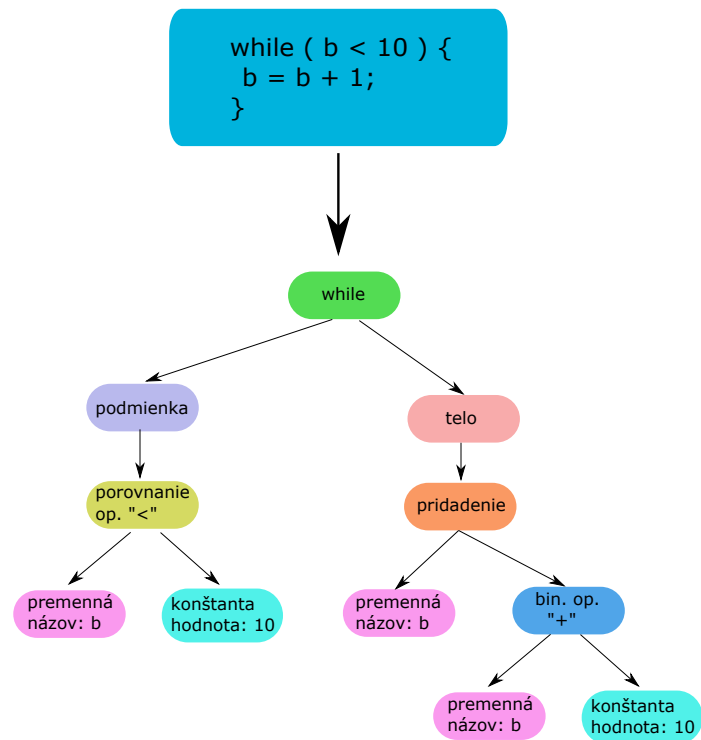 while ( b < 10 ) {
b = b + 1;
}
while
podmienka
telo
porovnanie
op. "<"
pridadenie
premenná
názov: b
konštanta
hodnota: 10
premenná
názov: b
bin. op.
"+"
premenná
názov: b
konštanta
hodnota: 10